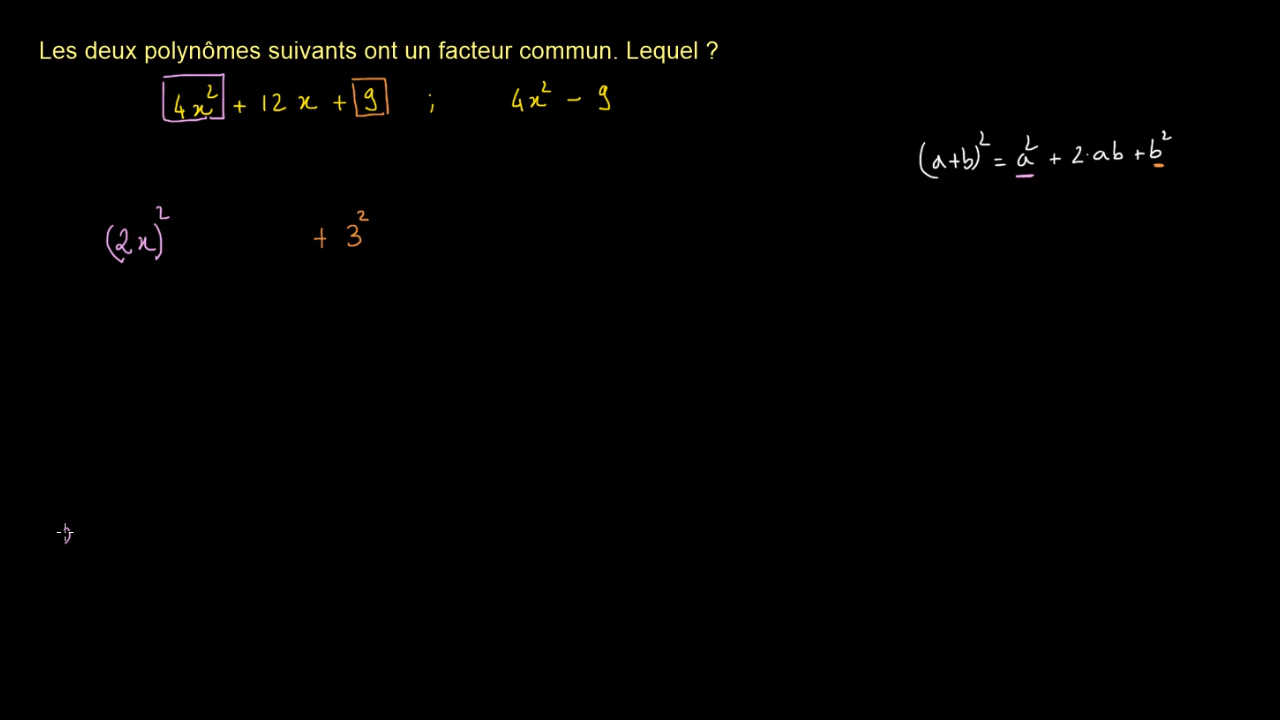 Les deux polynômes suivants ont un facteur commun. Lequel ?
4x² + 12x + 9 ; 4x² - 9
(a+b)² = a² + 2·ab + b²
(2x)² + 3²